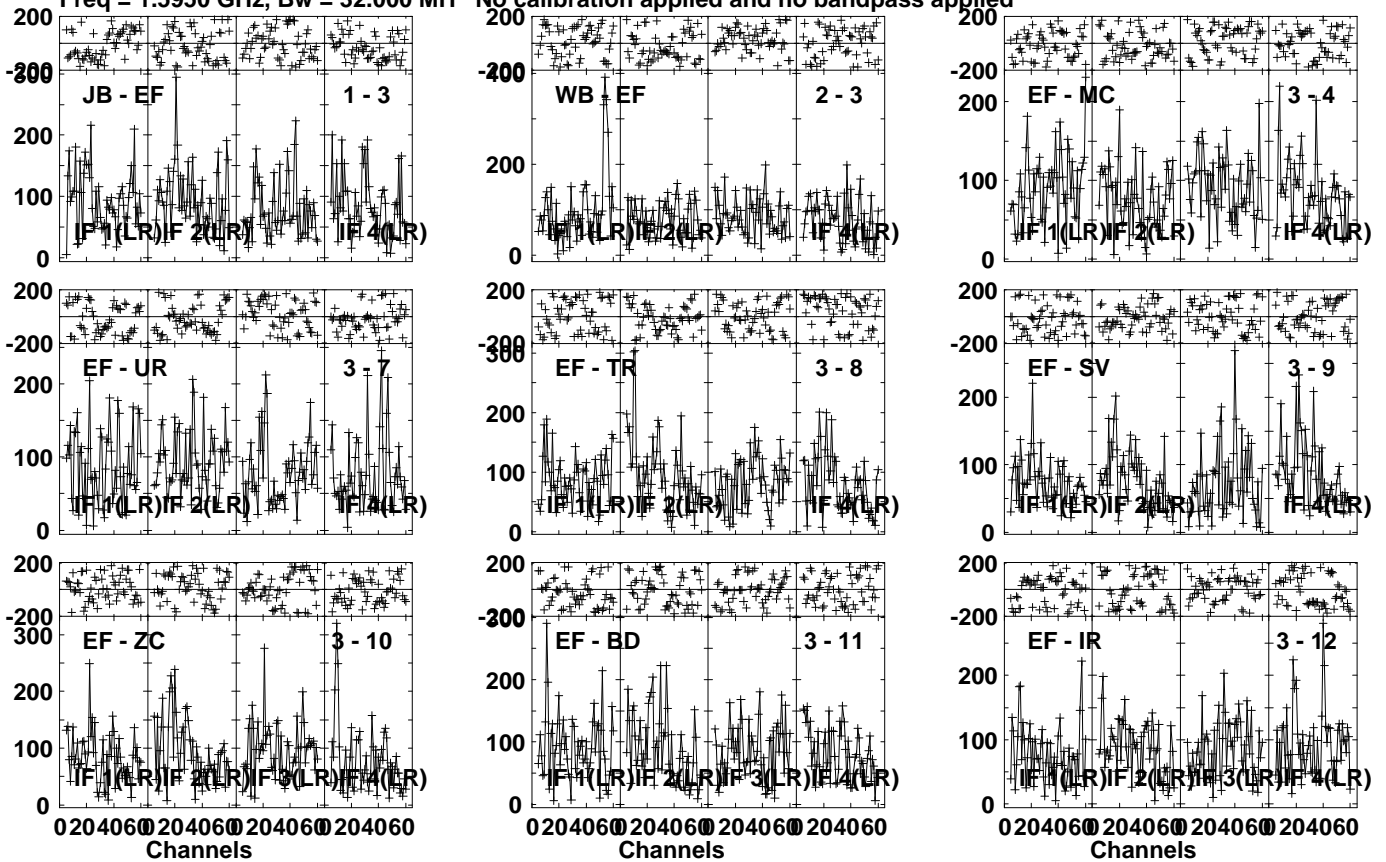 Freq = 1.5950 GHz, Bw = 32.000 MH No calibration applied and no bandpass applied
200
-200
300
JB - EF 1 - 3
200
100
IF 1(LR) IF 2(LR) IF 4(LR)
0
-200
400
WB - EF 2 - 3
200
IF 1(LR) IF 2(LR) IF 4(LR)
0
200
-200
EF - MC 3 - 4
200
100
IF 1(LR) IF 2(LR) IF 4(LR)
0
200
-200
EF - UR 3 - 7
200
100
IF 1(LR) IF 2(LR) IF 4(LR)
0
-200
300
EF - TR 3 - 8
200
100
IF 1(LR) IF 2(LR) IF 4(LR)
0
200
-200
EF - SV 3 - 9
200
100
IF 1(LR) IF 2(LR) IF 4(LR)
0
200
-200
300
EF - ZC 3 - 10
200
100
IF 1(LR) IF 2(LR) IF 3(LR) IF 4(LR)
0
0 20 40 60 0 20 40 60 0 20 40 60 0 20 40 60
Channels
-200
300
EF - BD 3 - 11
200
100
IF 1(LR) IF 2(LR) IF 3(LR) IF 4(LR)
0
0 20 40 60 0 20 40 60 0 20 40 60 0 20 40 60
Channels
200
-200
EF - IR 3 - 12
200
100
IF 1(LR) IF 2(LR) IF 3(LR) IF 4(LR)
0
0 20 40 60 0 20 40 60 0 20 40 60 0 20 40 60
Channels